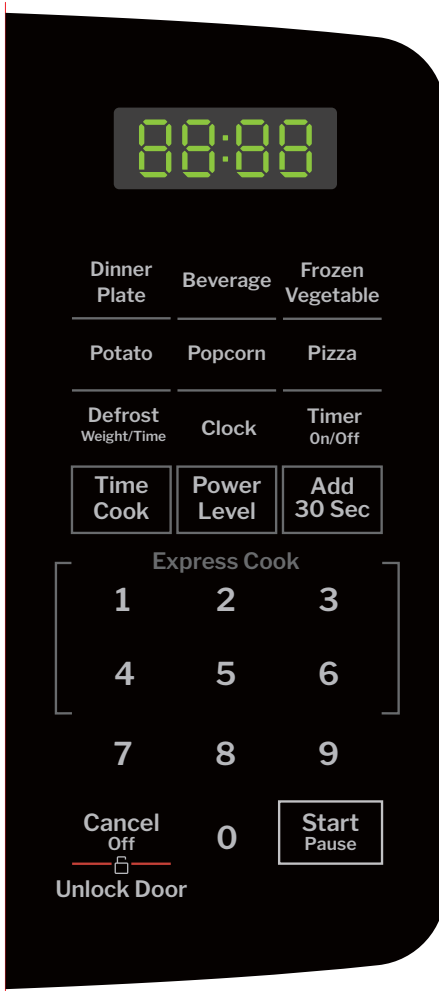 88:88
Dinner
Plate
Beverage
Frozen
Vegetable
Potato
Popcorn
Pizza
Defrost
Weight/Time
Clock
Timer
On/Off
Time
Cook
Power
Level
Add
30 Sec
Express Cook
1
2
3
4
5
6
7
8
9
Cancel
Off
Unlock Door
0
Start
Pause